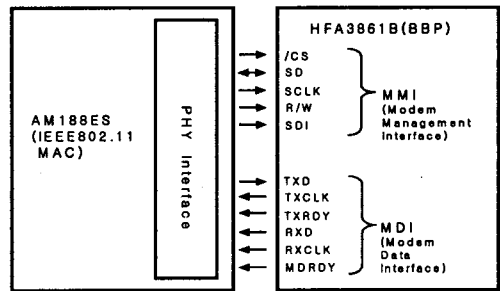 AM188ES
(IEEE802.11
MAC)
PHY Interface
HFA3861B(BBP)
/CS
SD
SCLK
R/W
SDI
MMI
(Modem
Management
Interface)
TXD
TXCLK
TXRDY
RXD
RXCLK
MDRDY
MDI
(Modem
Data
Interface)